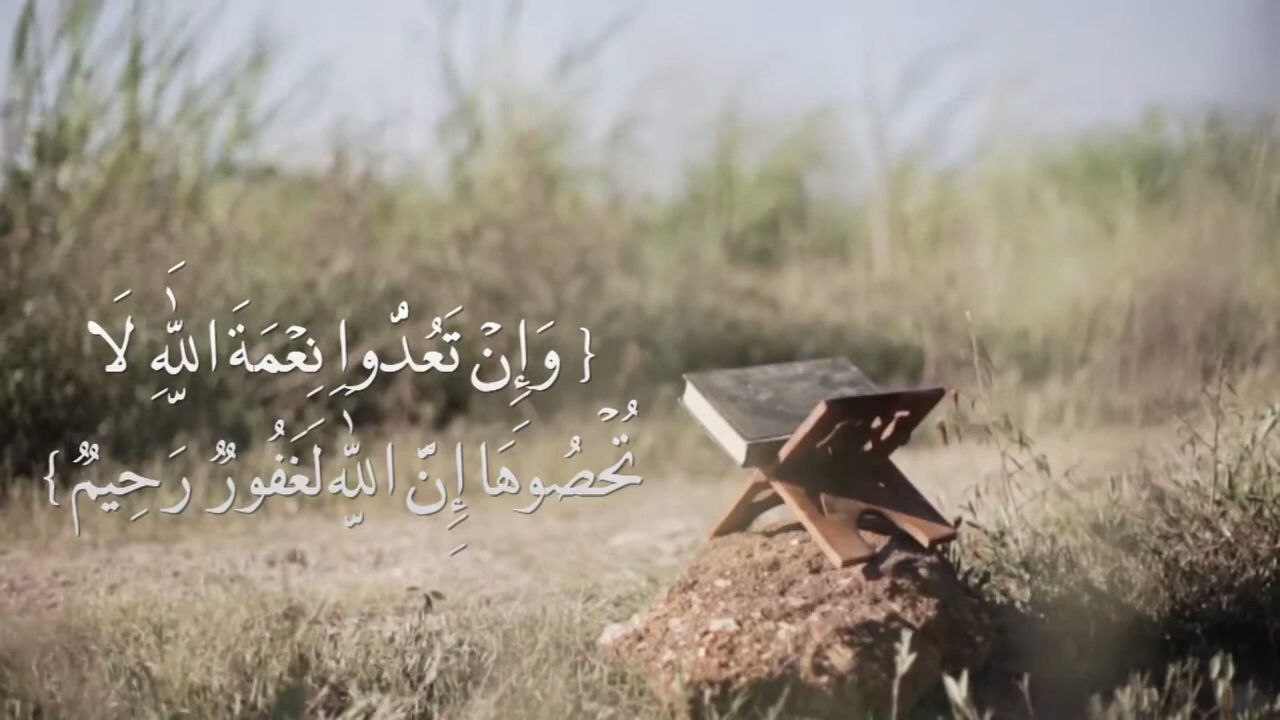 { وَإِنْ تَعُدُّوا نِعْمَةَ اللَّهِ لَا
تُحْصُوهَا إِنَّ اللَّهَ لَغَفُورٌ رَحِيمٌ }